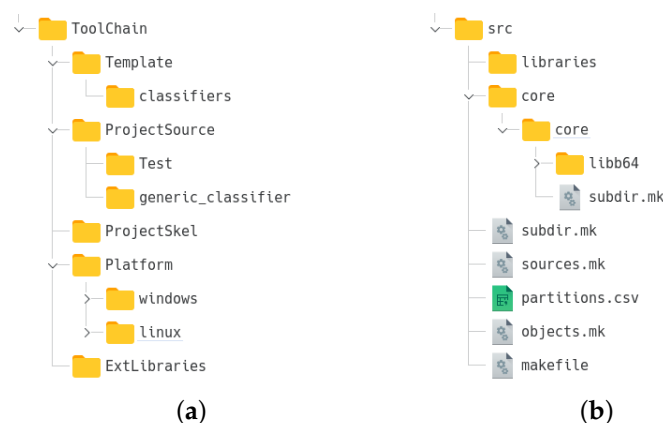 ToolChain
Template
classifiers
ProjectSource
Test
generic_classifier
ProjectSkel
Platform
windows
linux
ExtLibraries
(a)
src
libraries
core
core
libb64
subdir.mk
subdir.mk
sources.mk
partitions.csv
objects.mk
makefile
(b)